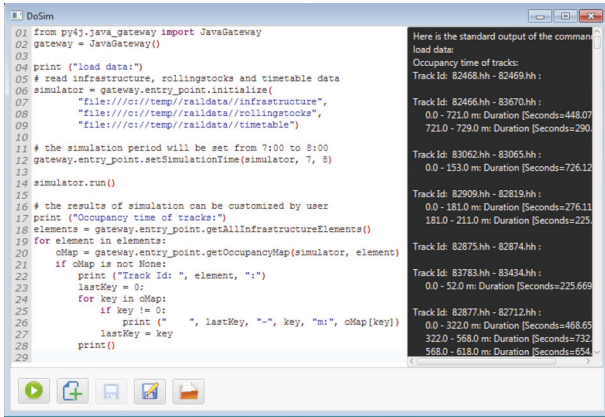 DoSim
01 from py4j.java_gateway import JavaGateway
02 gateway = JavaGateway()
03
04 print ("load data:")
05 # read infrastructure, rollingstocks and timetable data
06 simulator = gateway.entry_point.initialize(
07 "file:///c://temp//raildata//infrastructure",
08 "file:///c://temp//raildata//rollingstocks",
09 "file:///c://temp//raildata//timetable")
10
11 # the simulation period will be set from 7:00 to 8:00
12 gateway.entry_point.setSimulationTime(simulator, 7, 8)
13
14 simulator.run()
15
16 # the results of simulation can be customized by user
17 print ("Occupancy time of tracks:")
18 elements = gateway.entry_point.getAllInfrastructureElements()
19 for element in elements:
20 oMap = gateway.entry_point.getOccupancyMap(simulator, element)
21 if oMap is not None:
22 print ("Track Id: ", element, ":")
23 lastKey = 0;
24 for key in oMap:
25 if key != 0:
26 print (" ", lastKey, "-", key, "m:", oMap[key])
27 lastKey = key
28 print()
29
Here is the standard output of the comman
load data:
Occupancy time of tracks:
Track Id: 82468.hh - 82469.hh :
Track Id: 82466.hh - 83670.hh :
0.0 - 721.0 m: Duration [Seconds=448.07
721.0 - 729.0 m: Duration [Seconds=290.
Track Id: 83062.hh - 83065.hh :
0.0 - 153.0 m: Duration [Seconds=726.12
Track Id: 82909.hh - 82819.hh :
0.0 - 181.0 m: Duration [Seconds=276.11
181.0 - 211.0 m: Duration [Seconds=225.
Track Id: 82875.hh - 82874.hh :
Track Id: 83783.hh - 83434.hh :
0.0 - 52.0 m: Duration [Seconds=225.669
Track Id: 82877.hh - 82712.hh :
0.0 - 322.0 m: Duration [Seconds=468.65
322.0 - 568.0 m: Duration [Seconds=732.
568.0 - 618.0 m: Duration [Seconds=654.